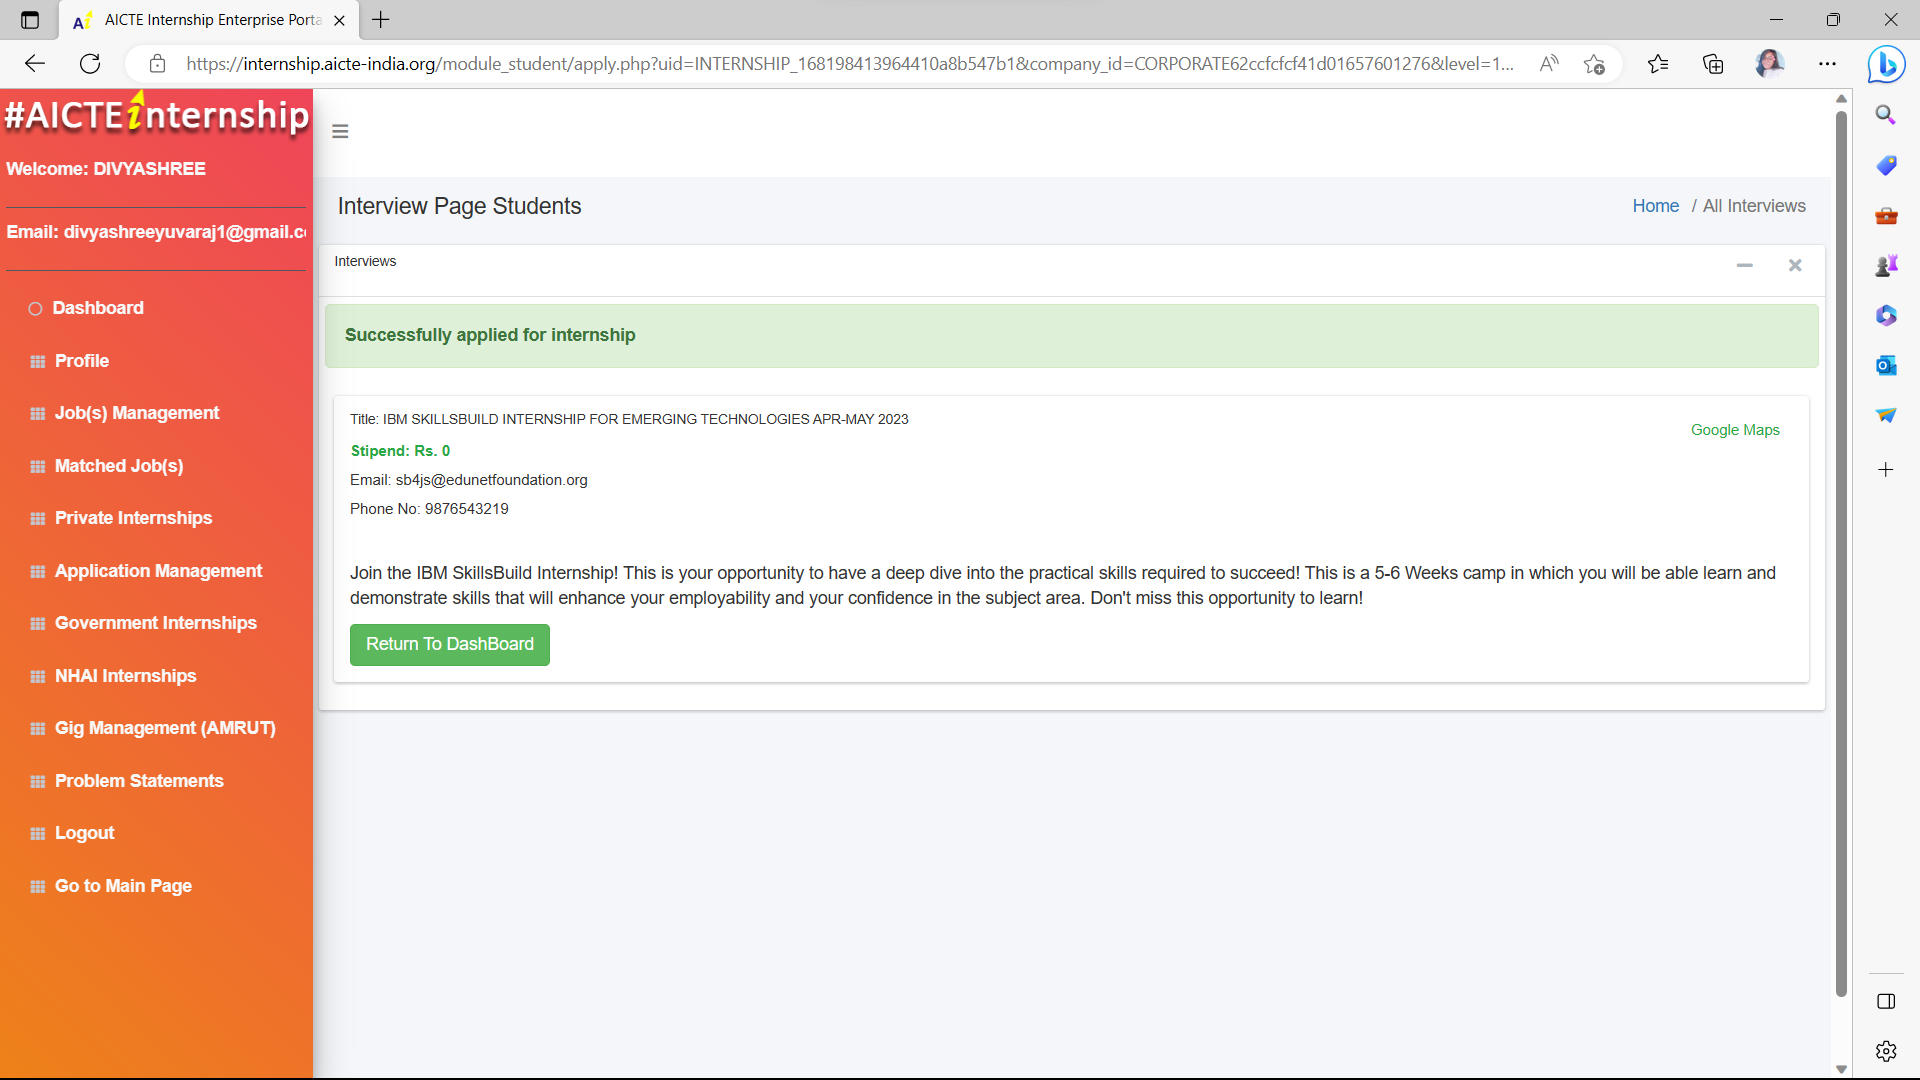 AICTE Internship Enterprise Porta
https://internship.aicte-india.org/module_student/apply.php?uid=INTERNSHIP_168198413964410a8b547b1&company_id=CORPORATE62ccfcfcf41d01657601276&level=1...
#AICTEinternship
Welcome: DIVYASHREE
Email: divyashreeyuvaraj1@gmail.c
Dashboard
Profile
Job(s) Management
Matched Job(s)
Private Internships
Application Management
Government Internships
NHAI Internships
Gig Management (AMRUT)
Problem Statements
Logout
Go to Main Page
Interview Page Students
Home / All Interviews
Interviews
Successfully applied for internship
Title: IBM SKILLSBUILD INTERNSHIP FOR EMERGING TECHNOLOGIES APR-MAY 2023
Google Maps
Stipend: Rs. 0
Email: sb4js@edunetfoundation.org
Phone No: 9876543219
Join the IBM SkillsBuild Internship! This is your opportunity to have a deep dive into the practical skills required to succeed! This is a 5-6 Weeks camp in which you will be able learn and
demonstrate skills that will enhance your employability and your confidence in the subject area. Don't miss this opportunity to learn!
Return To DashBoard